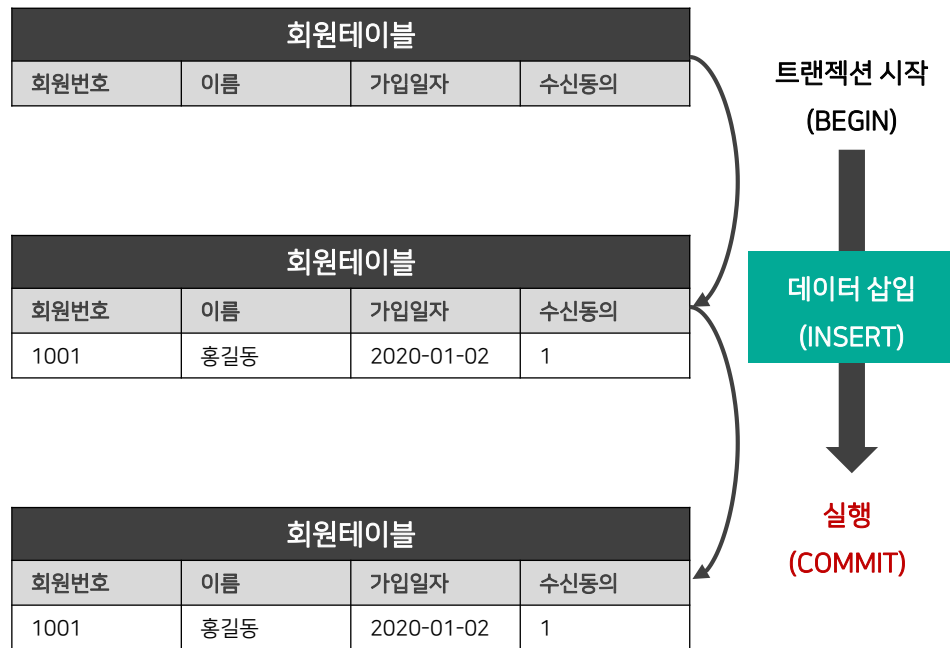 회원테이블
회원번호 이름 가입일자 수신동의
트랜젝션 시작
(BEGIN)
회원테이블
회원번호 이름 가입일자 수신동의
1001 홍길동 2020-01-02 1
데이터 삽입
(INSERT)
회원테이블
회원번호 이름 가입일자 수신동의
1001 홍길동 2020-01-02 1
실행
(COMMIT)